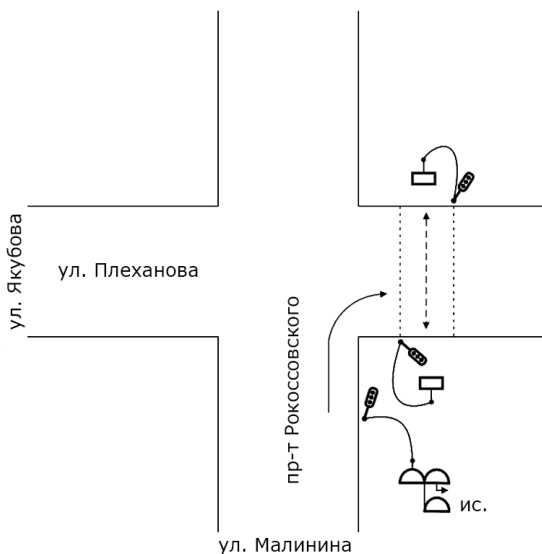 ул. Якубова
ул. Плеханова
пр-т Рокоссовского
ис.
ул. Малинина